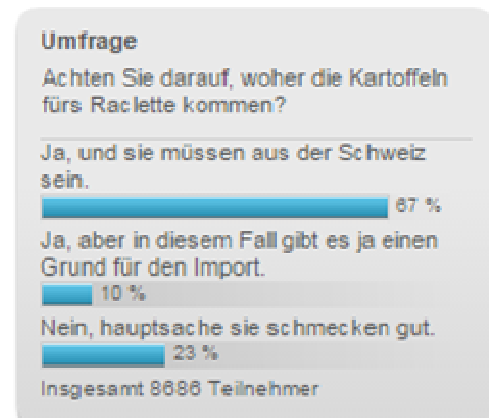 Umfrage
Achten Sie darauf, woher die Kartoffeln
fürs Raclette kommen?
Ja, und sie müssen aus der Schweiz
sein.
67 %
Ja, aber in diesem Fall gibt es ja einen
Grund für den Import.
10 %
Nein, hauptsache sie schmecken gut.
23 %
Insgesamt 8686 Teilnehmer